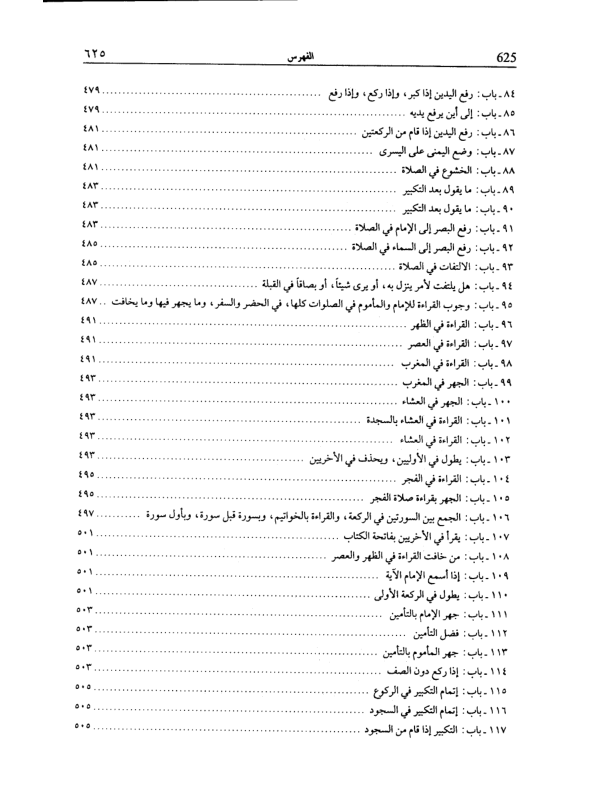 625 الفهرس ٦٢٥
٨٤ ـ باب: رفع اليدين إذا كبر، وإذا ركع، وإذا رفع ................ ٤٧٩
٨٥ ـ باب: إلى أين يرفع يديه ................ ٤٧٩
٨٦ ـ باب: رفع اليدين إذا قام من الركعتين ................ ٤٨١
٨٧ ـ باب: وضع اليمنى على اليسرى ................ ٤٨١
٨٨ ـ باب: الخشوع في الصلاة ................ ٤٨١
٨٩ ـ باب: ما يقول بعد التكبير ................ ٤٨٣
٩٠ ـ باب: ما يقول بعد التكبير ................ ٤٨٣
٩١ ـ باب: رفع البصر إلى الإمام في الصلاة ................ ٤٨٣
٩٢ ـ باب: رفع البصر إلى السماء في الصلاة ................ ٤٨٥
٩٣ ـ باب: الالتفات في الصلاة ................ ٤٨٥
٩٤ ـ باب: هل يلتفت لأمر ينزل به، أو يرى شيئاً، أو بصاقاً في القبلة ................ ٤٨٧
٩٥ ـ باب: وجوب القراءة للإمام والمأموم في الصلوات كلها، في الحضر والسفر، وما يجهر فيها وما يخافت .. ٤٨٧
٩٦ ـ باب: القراءة في الظهر ................ ٤٩١
٩٧ ـ باب: القراءة في العصر ................ ٤٩١
٩٨ ـ باب: القراءة في المغرب ................ ٤٩١
٩٩ ـ باب: الجهر في المغرب ................ ٤٩٣
١٠٠ ـ باب: الجهر في العشاء ................ ٤٩٣
١٠١ ـ باب: القراءة في العشاء بالسجدة ................ ٤٩٣
١٠٢ ـ باب: القراءة في العشاء ................ ٤٩٣
١٠٣ ـ باب: يطول في الأوليين، ويحذف في الأخريين ................ ٤٩٣
١٠٤ ـ باب: القراءة في الفجر ................ ٤٩٥
١٠٥ ـ باب: الجهر بقراءة صلاة الفجر ................ ٤٩٥
١٠٦ ـ باب: الجمع بين السورتين في الركعة، والقراءة بالخواتيم، وبسورة قبل سورة، وبأول سورة ........... ٤٩٧
١٠٧ ـ باب: يقرأ في الأخريين بفاتحة الكتاب ................ ٥٠١
١٠٨ ـ باب: من خافت القراءة في الظهر والعصر ................ ٥٠١
١٠٩ ـ باب: إذا أسمع الإمام الآية ................ ٥٠١
١١٠ ـ باب: يطول في الركعة الأولى ................ ٥٠١
١١١ ـ باب: جهر الإمام بالتأمين ................ ٥٠٣
١١٢ ـ باب: فضل التأمين ................ ٥٠٣
١١٣ ـ باب: جهر المأموم بالتأمين ................ ٥٠٣
١١٤ ـ باب: إذا ركع دون الصف ................ ٥٠٣
١١٥ ـ باب: إتمام التكبير في الركوع ................ ٥٠٥
١١٦ ـ باب: إتمام التكبير في السجود ................ ٥٠٥
١١٧ ـ باب: التكبير إذا قام من السجود ................ ٥٠٥